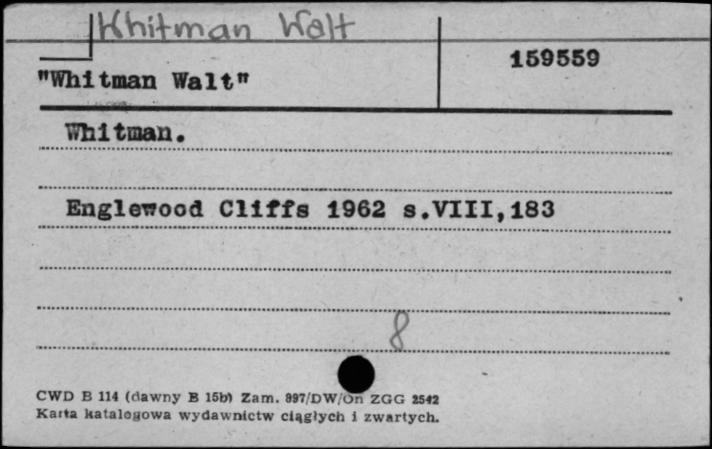 Whitman Walt
159559
"Whitman Walt"
Whitman.
Englewood Cliffs 1962 s.VIII,183
8
CWD B 114 (dawny B 15b) Zam. 897/DW/On ZGG 2542
Karta katalogowa wydawnictw ciągłych i zwartych.